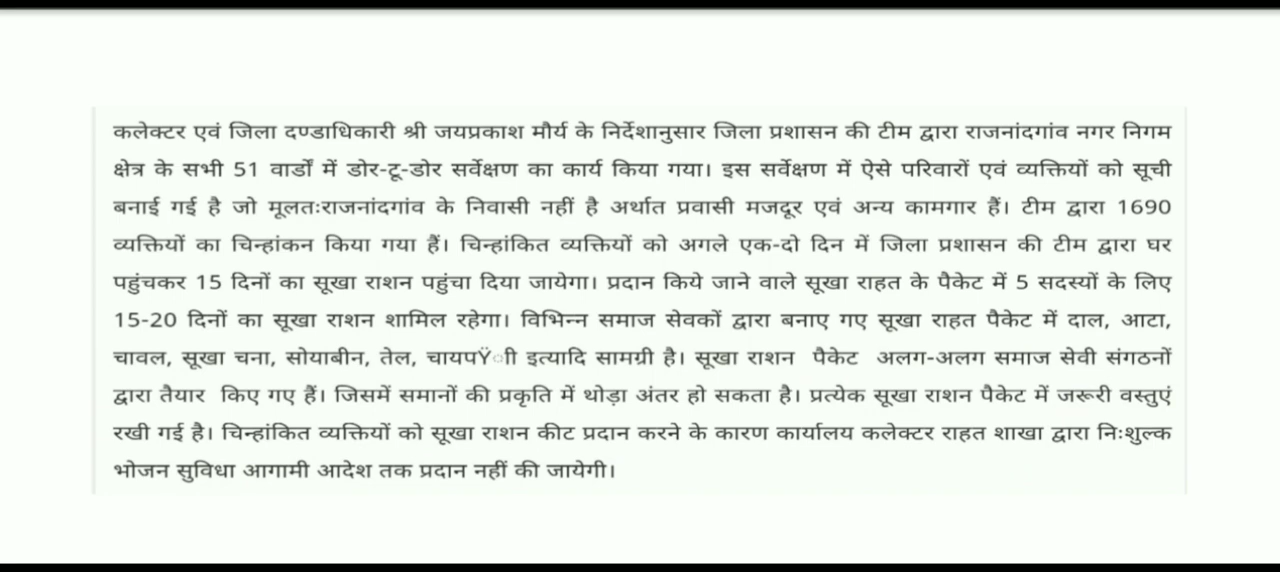 कलेक्टर एवं जिला दण्डाधिकारी श्री जयप्रकाश मौर्य के निर्देशानुसार जिला प्रशासन की टीम द्वारा राजनांदगांव नगर निगम
क्षेत्र के सभी 51 वार्डों में डोर-टू-डोर सर्वेक्षण का कार्य किया गया। इस सर्वेक्षण में ऐसे परिवारों एवं व्यक्तियों को सूची
बनाई गई है जो मूलतःराजनांदगांव के निवासी नहीं है अर्थात प्रवासी मजदूर एवं अन्य कामगार हैं। टीम द्वारा 1690
व्यक्तियों का चिन्हांकन किया गया हैं। चिन्हांकित व्यक्तियों को अगले एक-दो दिन में जिला प्रशासन की टीम द्वारा घर
पहुंचकर 15 दिनों का सूखा राशन पहुंचा दिया जायेगा। प्रदान किये जाने वाले सूखा राहत के पैकेट में 5 सदस्यों के लिए
15-20 दिनों का सूखा राशन शामिल रहेगा। विभिन्न समाज सेवकों द्वारा बनाए गए सूखा राहत पैकेट में दाल, आटा,
चावल, सूखा चना, सोयाबीन, तेल, चायपŸाी इत्यादि सामग्री है। सूखा राशन पैकेट अलग-अलग समाज सेवी संगठनों
द्वारा तैयार किए गए हैं। जिसमें समानों की प्रकृति में थोड़ा अंतर हो सकता है। प्रत्येक सूखा राशन पैकेट में जरूरी वस्तुएं
रखी गई है। चिन्हांकित व्यक्तियों को सूखा राशन कीट प्रदान करने के कारण कार्यालय कलेक्टर राहत शाखा द्वारा निःशुल्क
भोजन सुविधा आगामी आदेश तक प्रदान नहीं की जायेगी।